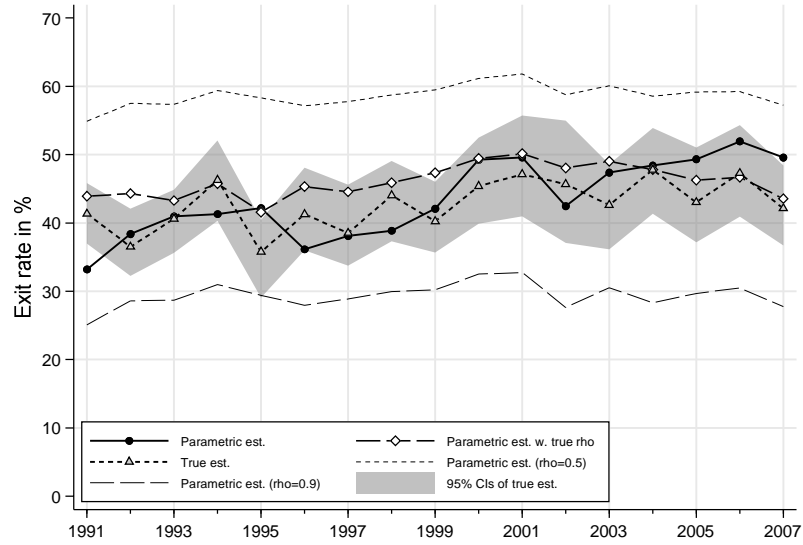 70
60
50
40
30
20
10
0
Exit rate in %
Parametric est.
Parametric est. w. true rho
True est.
Parametric est. (rho=0.5)
Parametric est. (rho=0.9)
95% CIs of true est.
1991 1993 1995 1997 1999 2001 2003 2005 2007